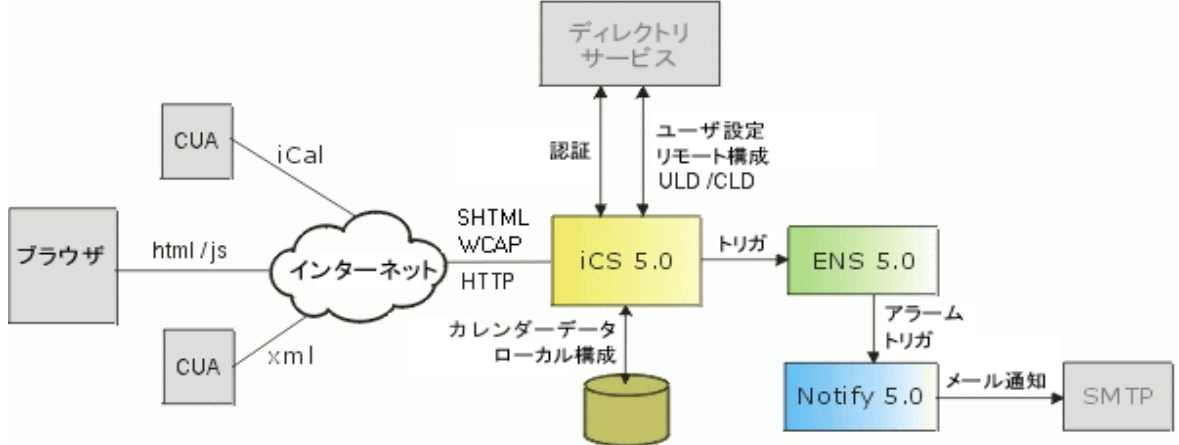 ディレクトリ
サービス
CUA
iCal
認証
ユーザ設定
リモート構成
ULD /CLD
ブラウザ
html / js
インターネット
SHTML
WCAP
HTTP
iCS 5.0
トリガ
ENS 5.0
CUA
xml
カレンダーデータ
ローカル構成
アラーム
トリガ
Notify 5.0
メール通知
SMTP